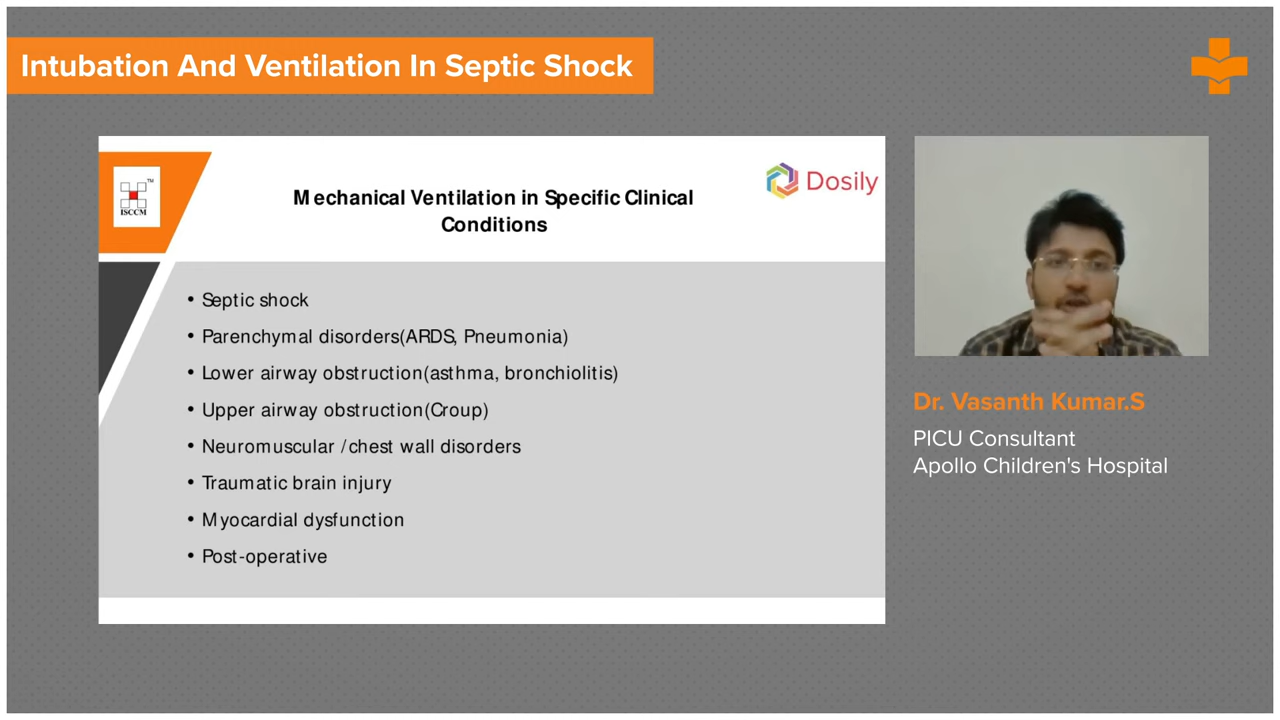 Intubation And Ventilation In Septic Shock
TM
ISCCM
Mechanical Ventilation in Specific Clinical
Conditions
Dosily
• Septic shock
• Parenchymal disorders(ARDS, Pneumonia)
• Lower airway obstruction(asthma, bronchiolitis)
• Upper airway obstruction(Croup)
• Neuromuscular /chest wall disorders
• Traumatic brain injury
• Myocardial dysfunction
• Post-operative
Dr. Vasanth Kumar.S
PICU Consultant
Apollo Children's Hospital